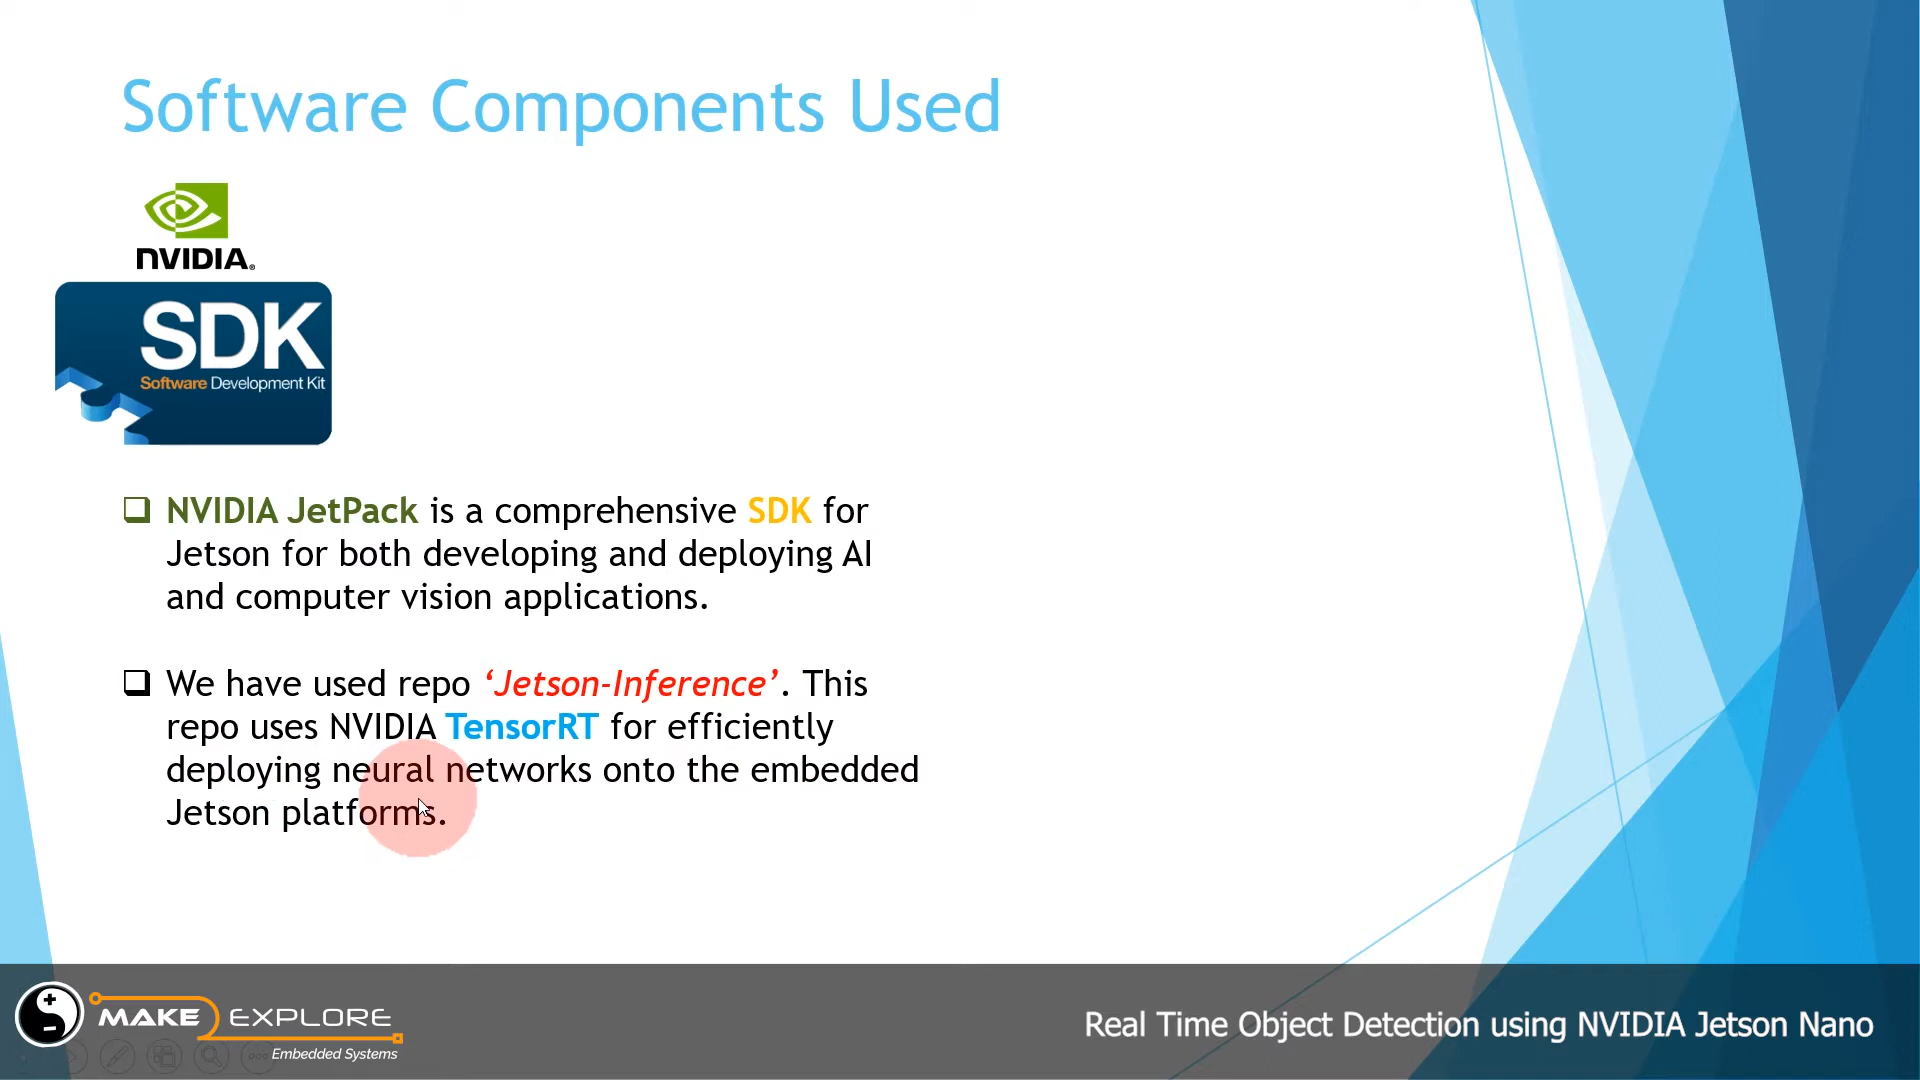 Software Components Used
NVIDIA.
SDK
Software Development Kit
❑ NVIDIA JetPack is a comprehensive SDK for
Jetson for both developing and deploying AI
and computer vision applications.
❑ We have used repo ‘Jetson-Inference’. This
repo uses NVIDIA TensorRT for efficiently
deploying neural networks onto the embedded
Jetson platforms.
MAKE EXPLORE
Embedded Systems
Real Time Object Detection using NVIDIA Jetson Nano